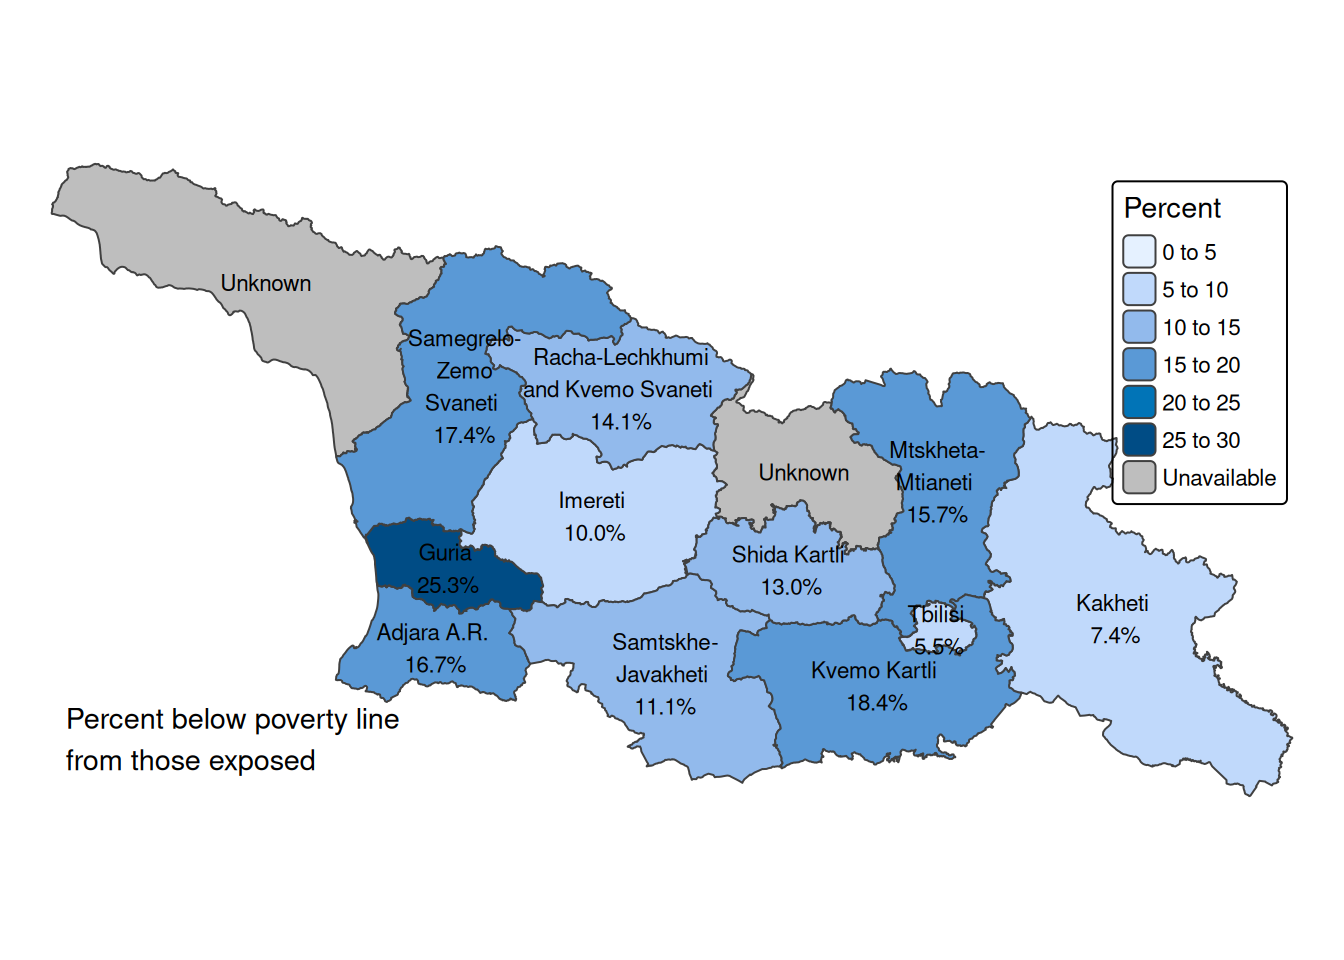 Percent
0 to 5
5 to 10
10 to 15
15 to 20
20 to 25
25 to 30
Unavailable
Unknown
Samegrelo-
Zemo
Svaneti
17.4%
Racha-Lechkhumi
and Kvemo Svaneti
14.1%
Unknown
Mtskheta-
Mtianeti
15.7%
Imereti
10.0%
Guria
25.3%
Shida Kartli
13.0%
Kakheti
7.4%
Tbilisi
5.5%
Adjara A.R.
16.7%
Samtskhe-
Javakheti
11.1%
Kvemo Kartli
18.4%
Percent below poverty line
from those exposed